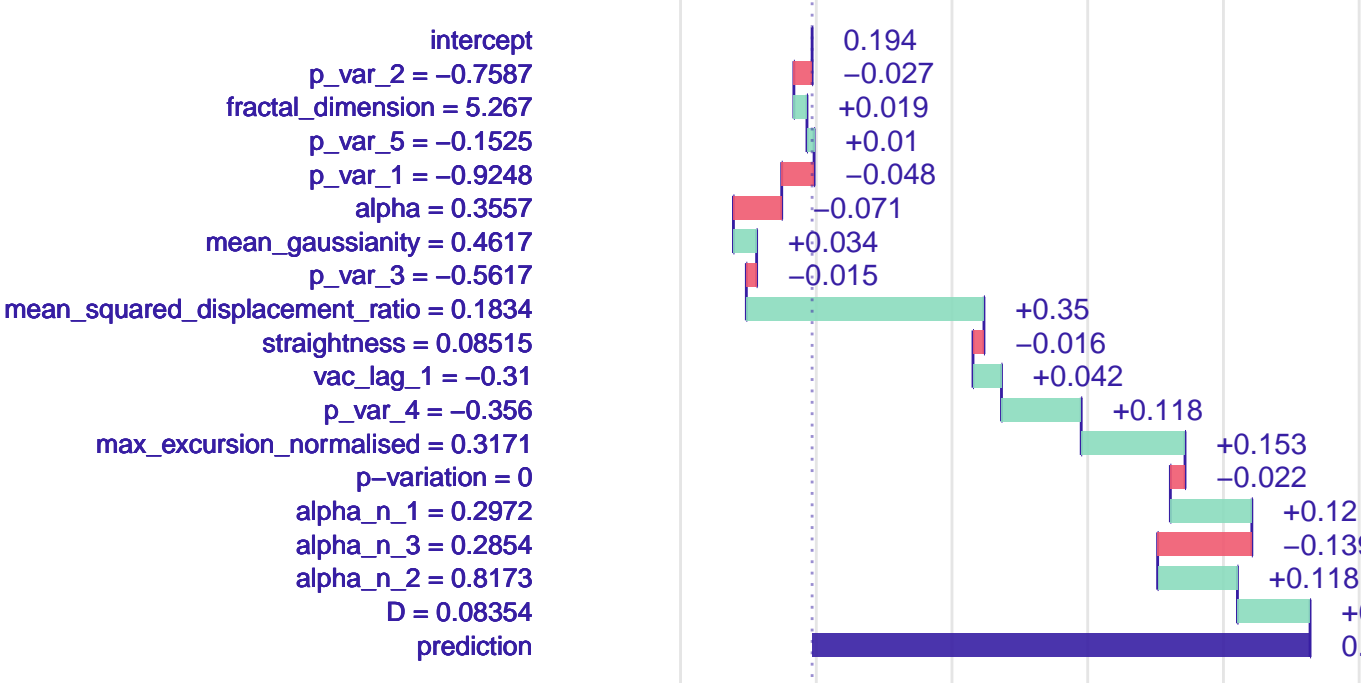 intercept 0.194
p_var_2 = −0.7587 −0.027
fractal_dimension = 5.267 +0.019
p_var_5 = −0.1525 +0.01
p_var_1 = −0.9248 −0.048
alpha = 0.3557 −0.071
mean_gaussianity = 0.4617 +0.034
p_var_3 = −0.5617 −0.015
mean_squared_displacement_ratio = 0.1834 +0.35
straightness = 0.08515 −0.016
vac_lag_1 = −0.31 +0.042
p_var_4 = −0.356 +0.118
max_excursion_normalised = 0.3171 +0.153
p−variation = 0 −0.022
alpha_n_1 = 0.2972 +0.12
alpha_n_3 = 0.2854 −0.139
alpha_n_2 = 0.8173 +0.118
D = 0.08354
prediction